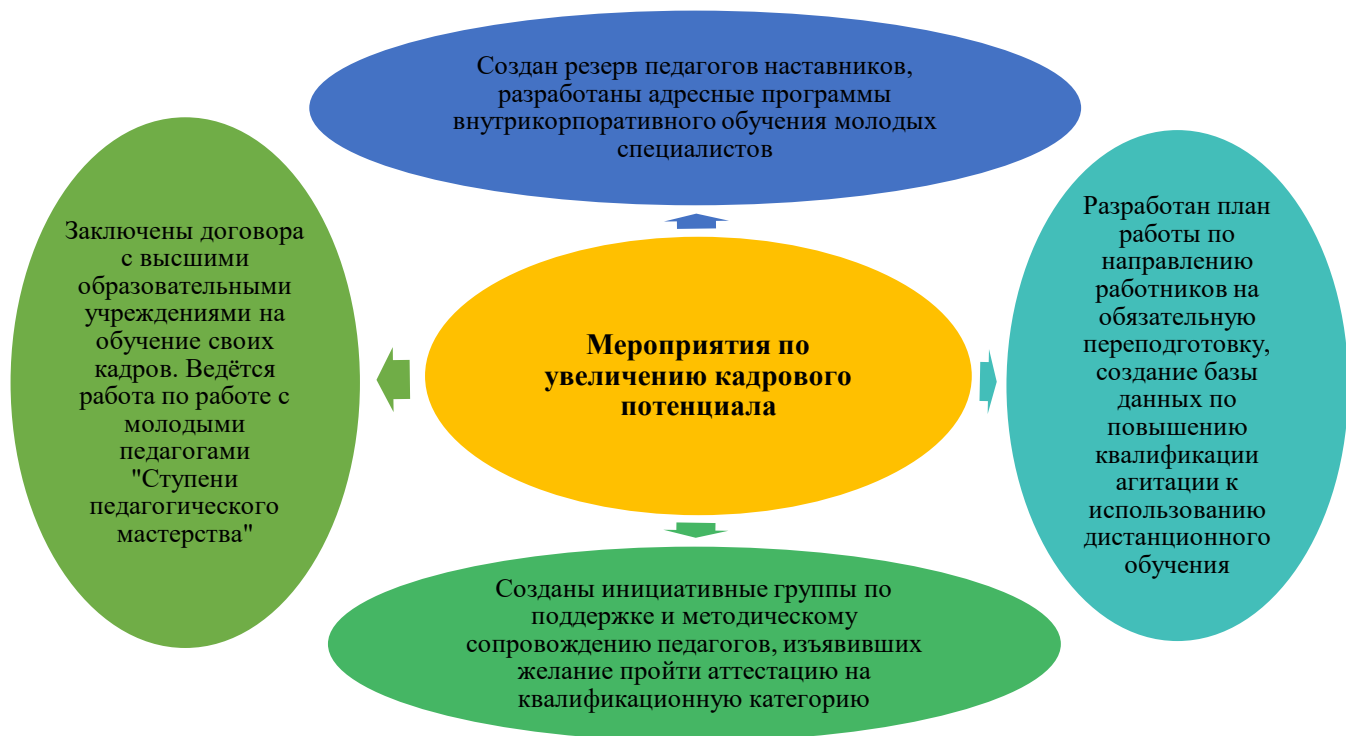 Создан резерв педагогов наставников,
разработаны адресные программы
внутрикорпоративного обучения молодых
специалистов
Заключены договора
с высшими
образовательными
учреждениями на
обучение своих
кадров. Ведётся
работа по работе с
молодыми
педагогами
"Ступени
педагогического
мастерства"
Мероприятия по
увеличению кадрового
потенциала
Разработан план
работы по
направлению
работников на
обязательную
переподготовку,
создание базы
данных по
повышению
квалификации
агитации к
использованию
дистанционного
обучения
Созданы инициативные группы по
поддержке и методическому
сопровождению педагогов, изъявивших
желание пройти аттестацию на
квалификационную категорию